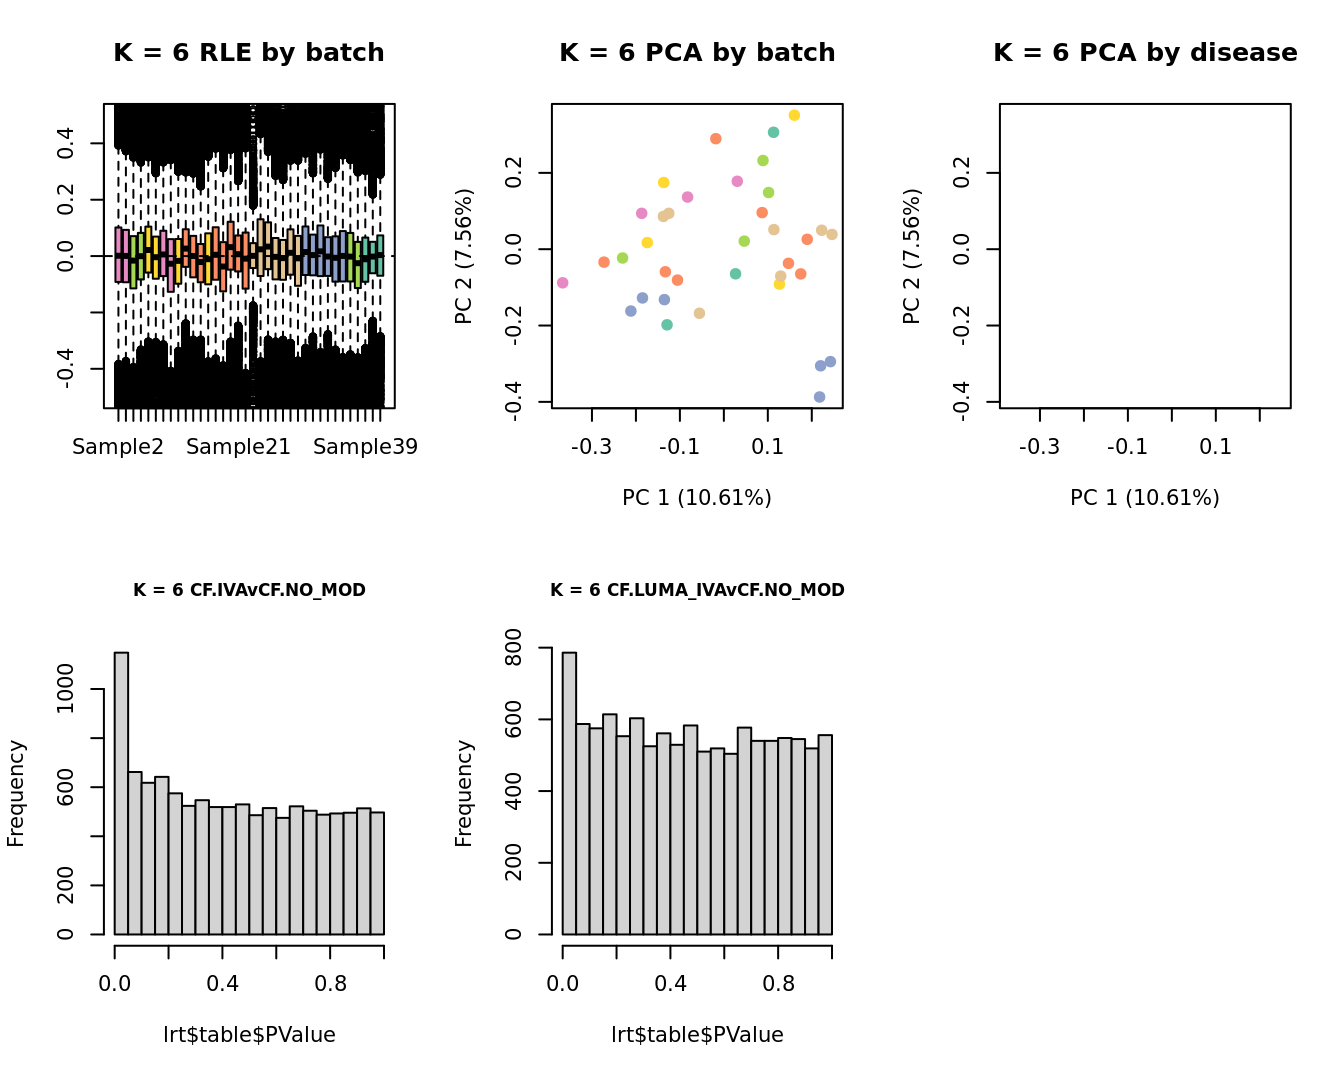 K = 6 RLE by batch
0.4
0.2
0.0
-0.4
Sample2 Sample21 Sample39
K = 6 PCA by batch
PC 2 (7.56%)
0.2
0.0
-0.2
-0.4
-0.3 -0.1 0.1
PC 1 (10.61%)
K = 6 PCA by disease
PC 2 (7.56%)
0.2
0.0
-0.2
-0.4
-0.3 -0.1 0.1
PC 1 (10.61%)
K = 6 CF.IVAvCF.NO_MOD
Frequency
1000
600
200
0
0.0 0.4 0.8
lrt$table$PValue
K = 6 CF.LUMA_IVAvCF.NO_MOD
Frequency
800
600
400
200
0
0.0 0.4 0.8
lrt$table$PValue